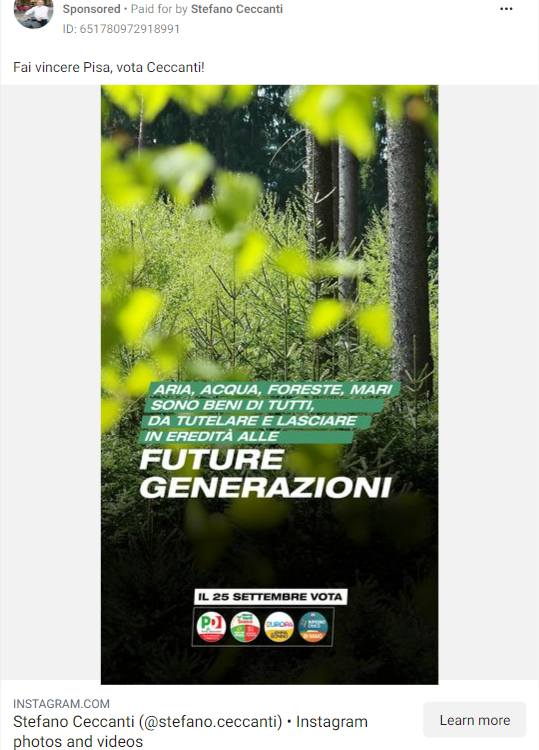 Sponsored • Paid for by Stefano Ceccanti
ID: 651780972918991
Fai vincere Pisa, vota Ceccanti!
ARIA, ACQUA, FORESTE, MARI
SONO BENI DI TUTTI,
DA TUTELARE E LASCIARE
IN EREDITÀ ALLE
FUTURE
GENERAZIONI
IL 25 SETTEMBRE VOTA
PD
EUROPA
INSTAGRAM.COM
Stefano Ceccanti (@stefano.ceccanti) • Instagram
photos and videos
Learn more